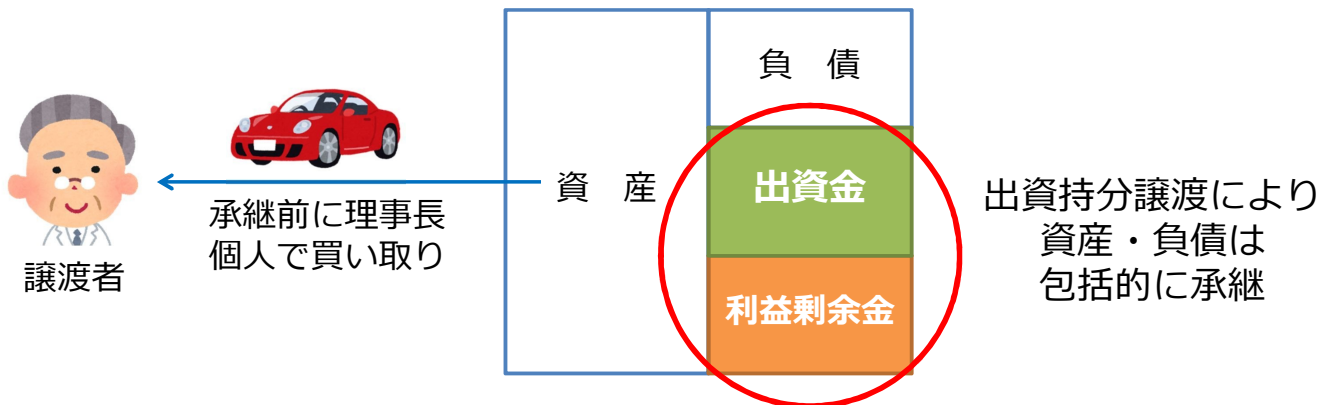 譲渡者
承継前に理事長
個人で買い取り
資　産
負　債
出資金
利益剰余金
出資持分譲渡により
資産・負債は
包括的に承継